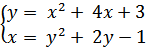 y = x² + 4x + 3
x = y² + 2y − 1